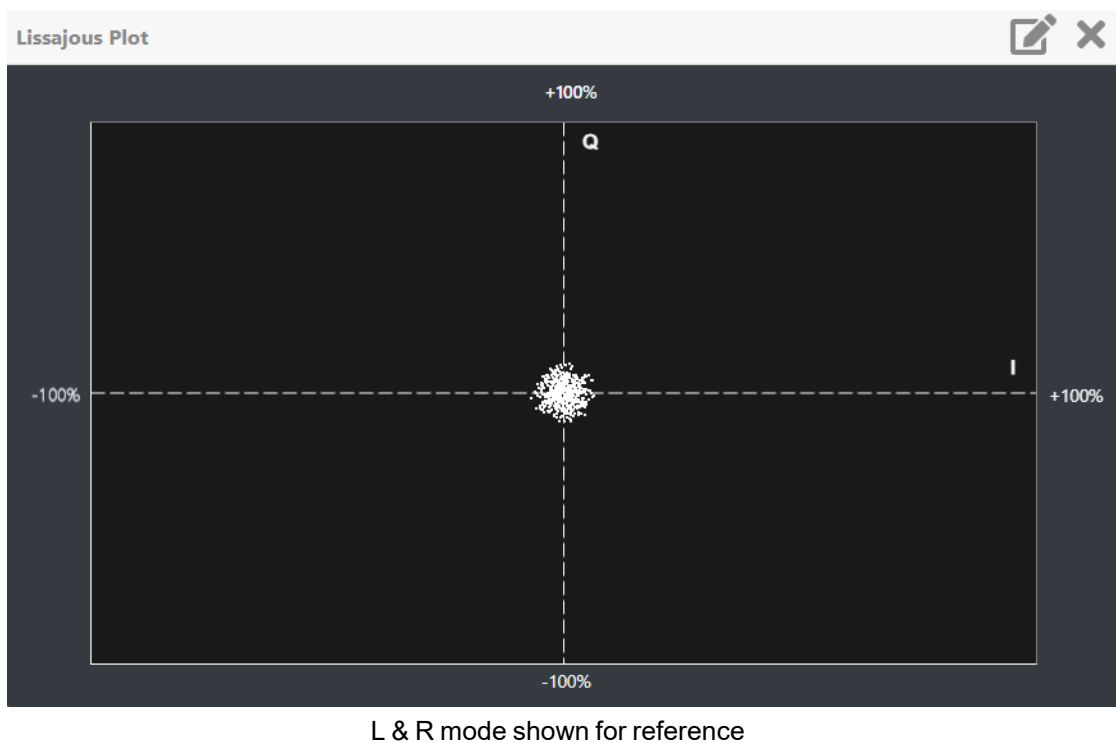 Lissajous Plot
+100%
Q
I
-100%
+100%
-100%
L & R mode shown for reference